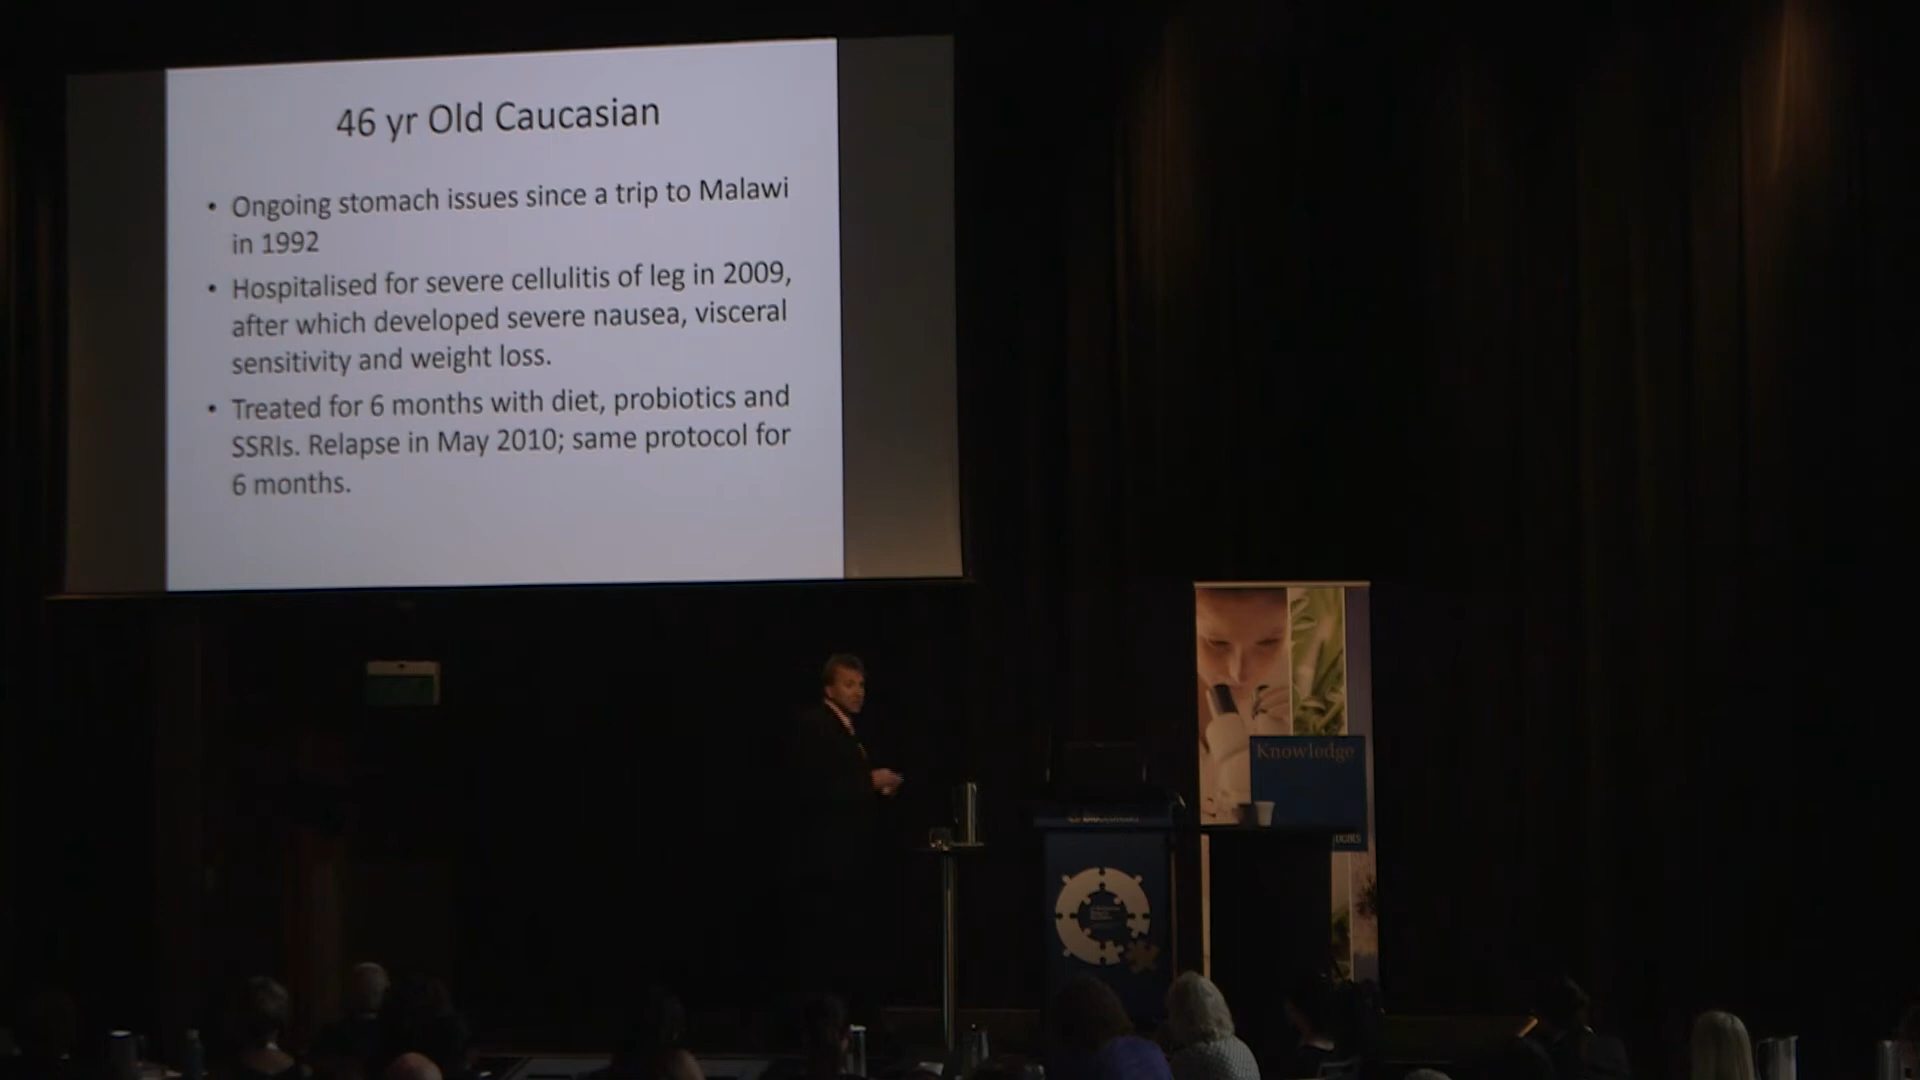 46 yr Old Caucasian
• Ongoing stomach issues since a trip to Malawi
in 1992
• Hospitalised for severe cellulitis of leg in 2009,
after which developed severe nausea, visceral
sensitivity and weight loss.
• Treated for 6 months with diet, probiotics and
SSRIs. Relapse in May 2010; same protocol for
6 months.
Knowledge